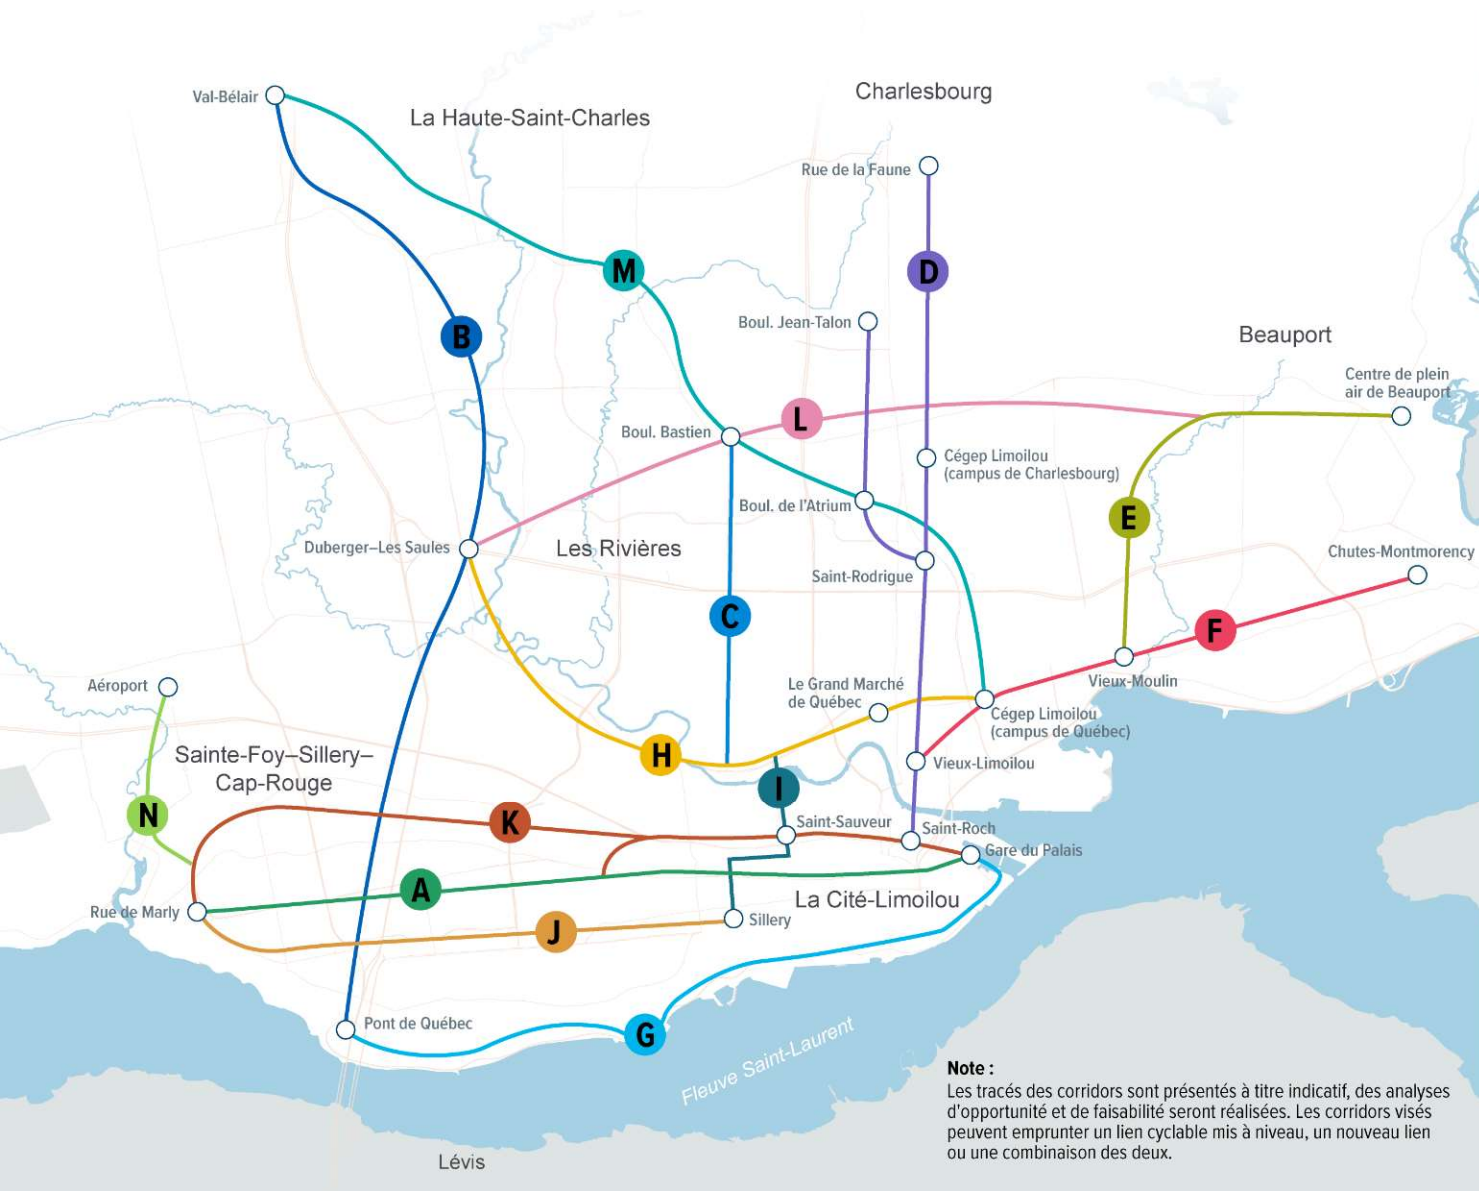 Charlesbourg
Val-Bélair
La Haute-Saint-Charles
Rue de la Faune
M
D
Boul. Jean-Talon
B
Beauport
Centre de plein
air de Beauport
L
Boul. Bastien
Cégep Limoilou
(campus de Charlesbourg)
Boul. de l'Atrium
E
Duberger–Les Saules
Les Rivières
Chutes-Montmorency
Saint-Rodrigue
C
F
Aéroport
Le Grand Marché
de Québec
Vieux-Moulin
Cégep Limoilou
(campus de Québec)
Sainte-Foy–Sillery–
Cap-Rouge
H
Vieux-Limoilou
I
N
K
Saint-Sauveur
Saint-Roch
Gare du Palais
A
La Cité-Limoilou
Rue de Marly
J
Sillery
Pont de Québec
G
Fleuve Saint-Laurent
Note :
Les tracés des corridors sont présentés à titre indicatif, des analyses
d'opportunité et de faisabilité seront réalisées. Les corridors visés
peuvent emprunter un lien cyclable mis à niveau, un nouveau lien
ou une combinaison des deux.
Lévis